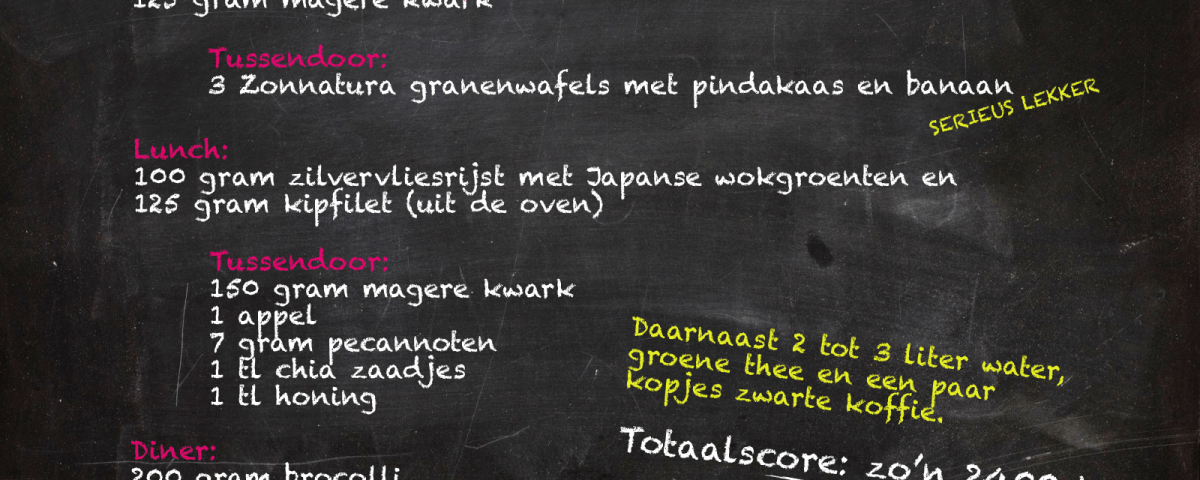 125 gram magere kwark
Tussendoor:
3 Zonnatura granenwafels met pindakaas en banaan
SERIEUS LEKKER
Lunch:
100 gram zilvervliesrijst met Japanse wokgroenten en
125 gram kipfilet (uit de oven)
Tussendoor:
150 gram magere kwark
1 appel
7 gram pecannoten
1 tl chia zaadjes
1 tl honing
Daarnaast 2 tot 3 liter water,
groene thee en een paar
kopjes zwarte koffie.
Diner:
200 gram brocolli
Totaalscore: zo'n